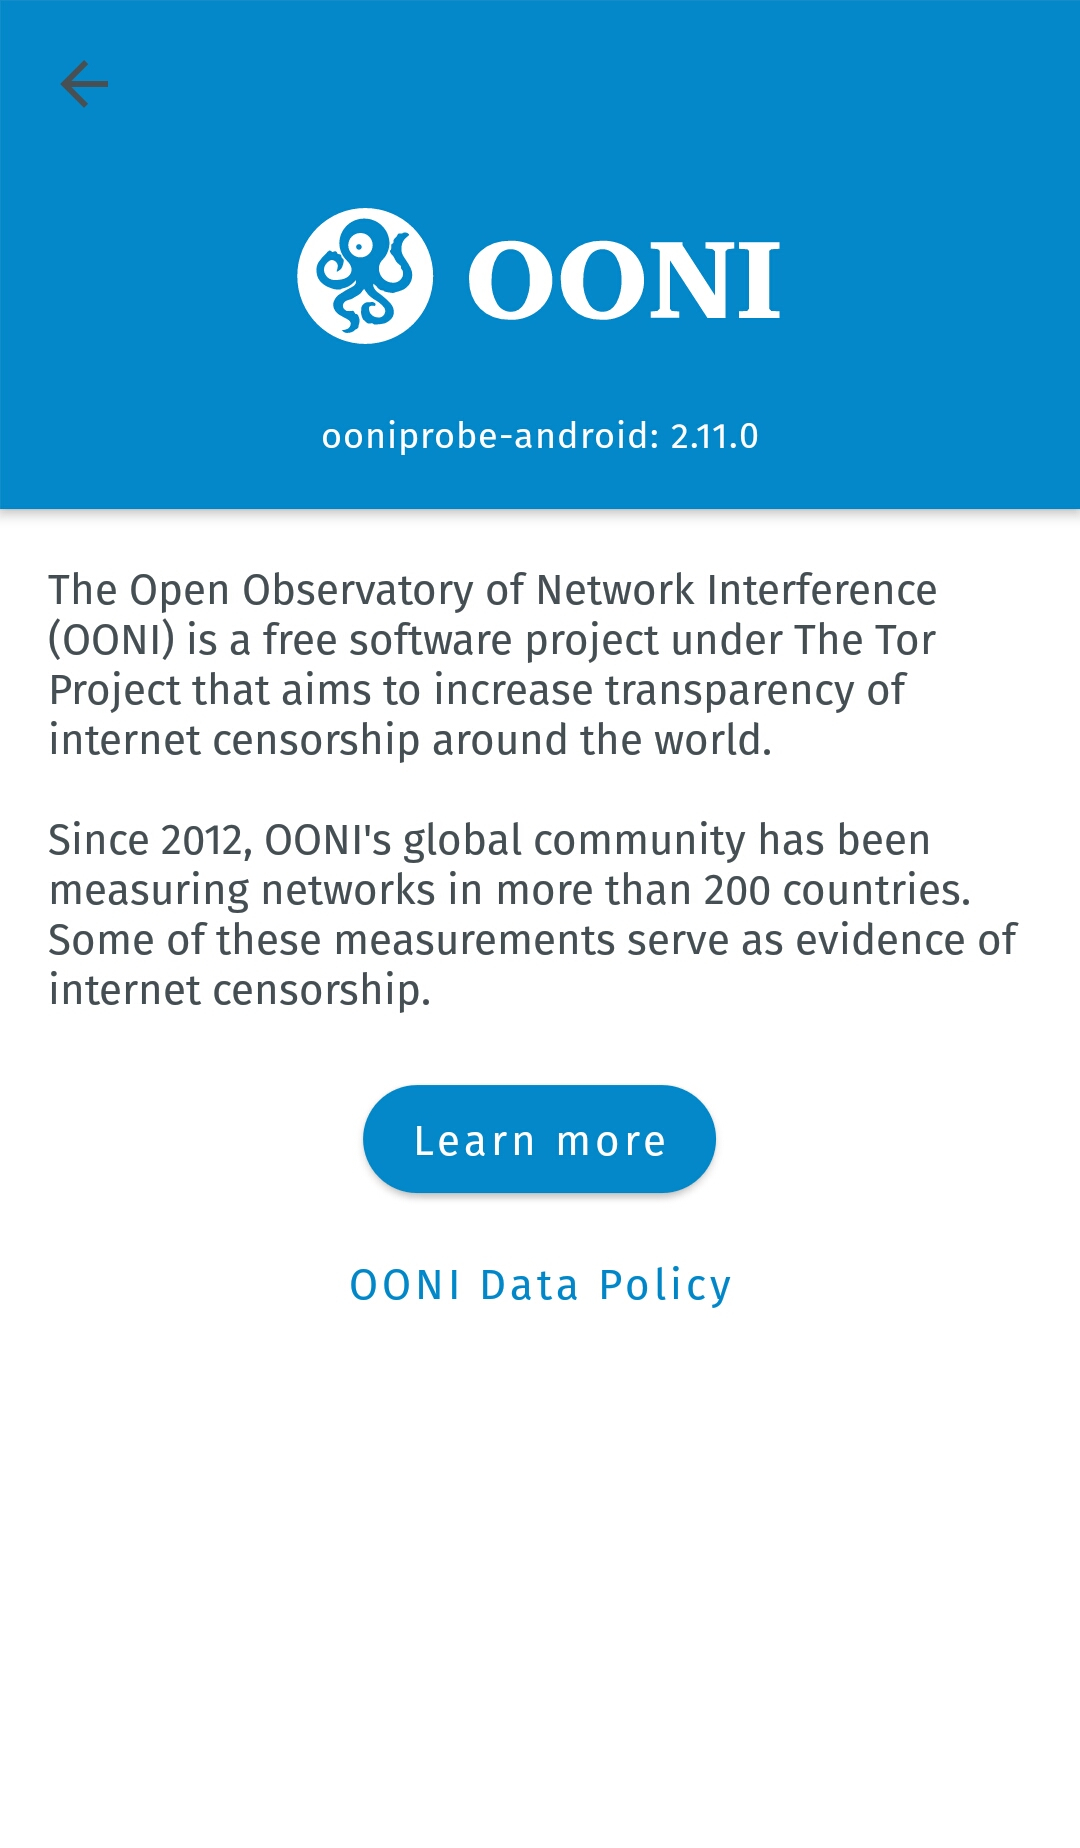 OONI
ooniprobe-android: 2.11.0
The Open Observatory of Network Interference
(OONI) is a free software project under The Tor
Project that aims to increase transparency of
internet censorship around the world.
Since 2012, OONI's global community has been
measuring networks in more than 200 countries.
Some of these measurements serve as evidence of
internet censorship.
Learn more
OONI Data Policy